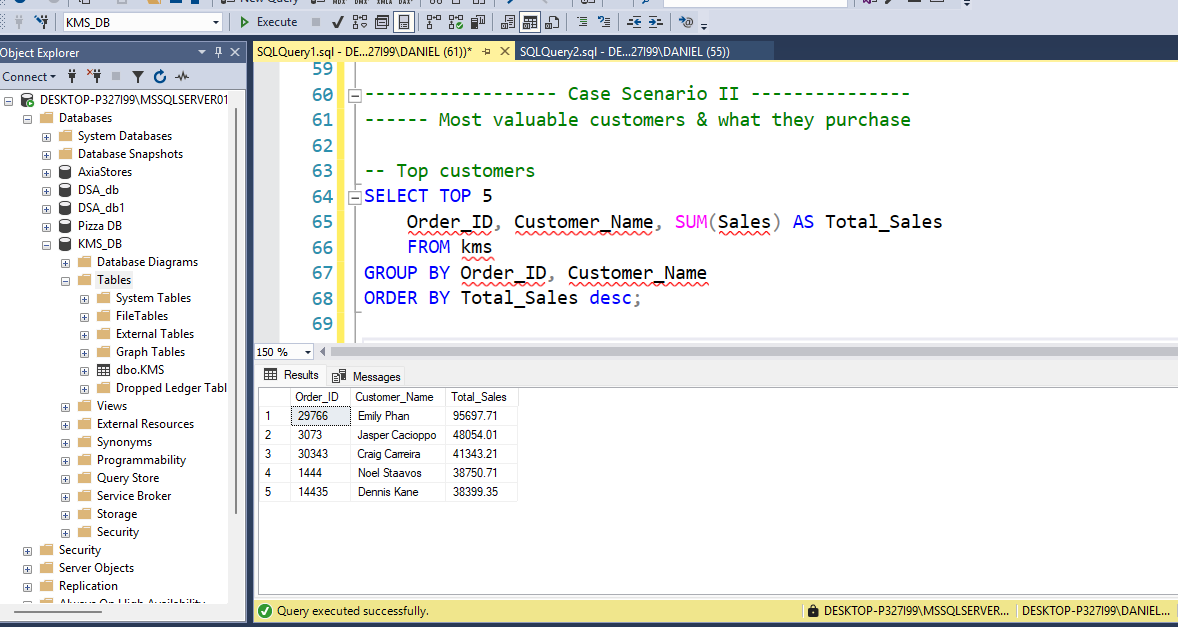 New Query
KMS_DB
Execute
Object Explorer
Connect
DESKTOP-P327I99\MSSQLSERVER01
Databases
System Databases
Database Snapshots
AxiaStores
DSA_db
DSA_db1
Pizza DB
KMS_DB
Database Diagrams
Tables
System Tables
FileTables
External Tables
Graph Tables
dbo.KMS
Dropped Ledger Tabl
Views
External Resources
Synonyms
Programmability
Query Store
Service Broker
Storage
Security
Security
Server Objects
Replication
Always On High Availability
SQLQuery1.sql - DE...27I99\DANIEL (61))*
SQLQuery2.sql - DE...27I99\DANIEL (55))
59
60 ------------------ Case Scenario II ---------------
61 ------ Most valuable customers & what they purchase
62
63 -- Top customers
64 SELECT TOP 5
65 Order_ID, Customer_Name, SUM(Sales) AS Total_Sales
66 FROM kms
67 GROUP BY Order_ID, Customer_Name
68 ORDER BY Total_Sales desc;
69
150 %
Results Messages
Order_ID Customer_Name Total_Sales
1 29766 Emily Phan 95697.71
2 3073 Jasper Cacioppo 48054.01
3 30343 Craig Carreira 41343.21
4 1444 Noel Staavos 38750.71
5 14435 Dennis Kane 38399.35
Query executed successfully.
DESKTOP-P327I99\MSSQLSERVER...
DESKTOP-P327I99\DANIEL...